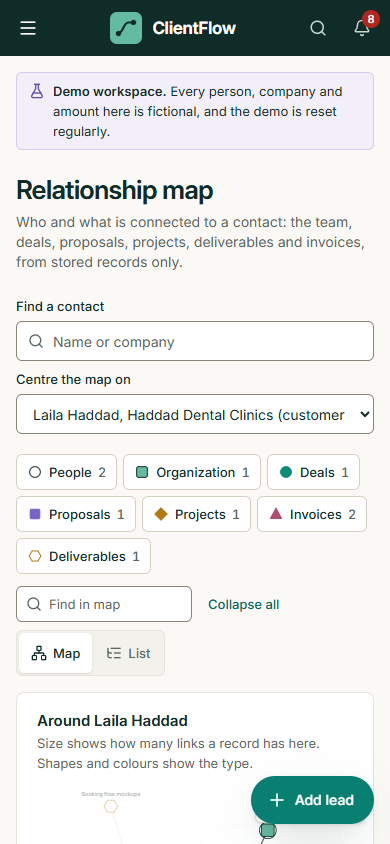 ClientFlow
8
Demo workspace. Every person, company and
amount here is fictional, and the demo is reset
regularly.
Relationship map
Who and what is connected to a contact: the team,
deals, proposals, projects, deliverables and invoices,
from stored records only.
Find a contact
Name or company
Centre the map on
Laila Haddad, Haddad Dental Clinics (customer
People 2
Organization 1
Deals 1
Proposals 1
Projects 1
Invoices 2
Deliverables 1
Find in map
Collapse all
Map
List
Around Laila Haddad
Size shows how many links a record has here.
Shapes and colours show the type.
Booking flow mockups
Add lead